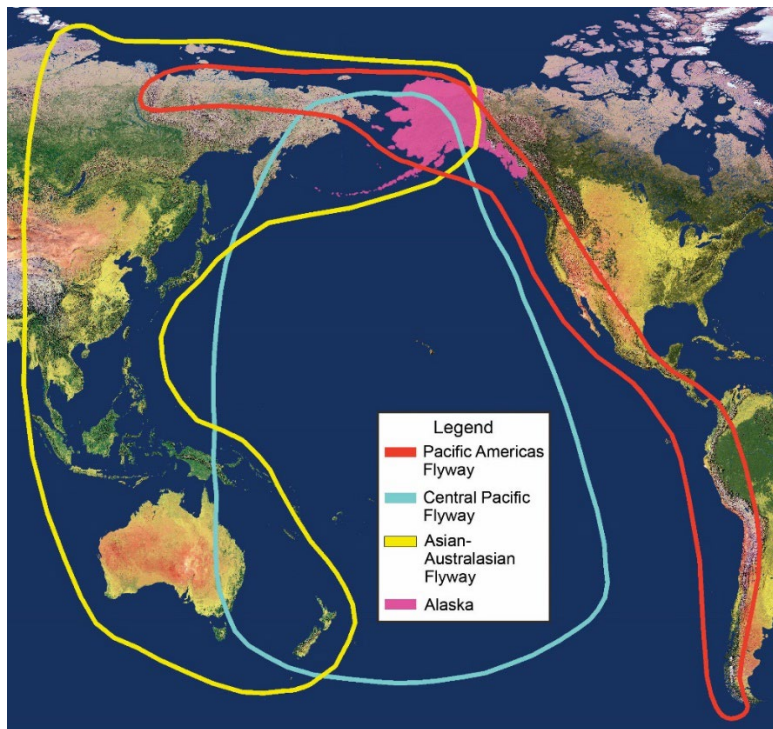 Legend
Pacific Americas
Flyway
Central Pacific
Flyway
Asian-
Australasian
Flyway
Alaska